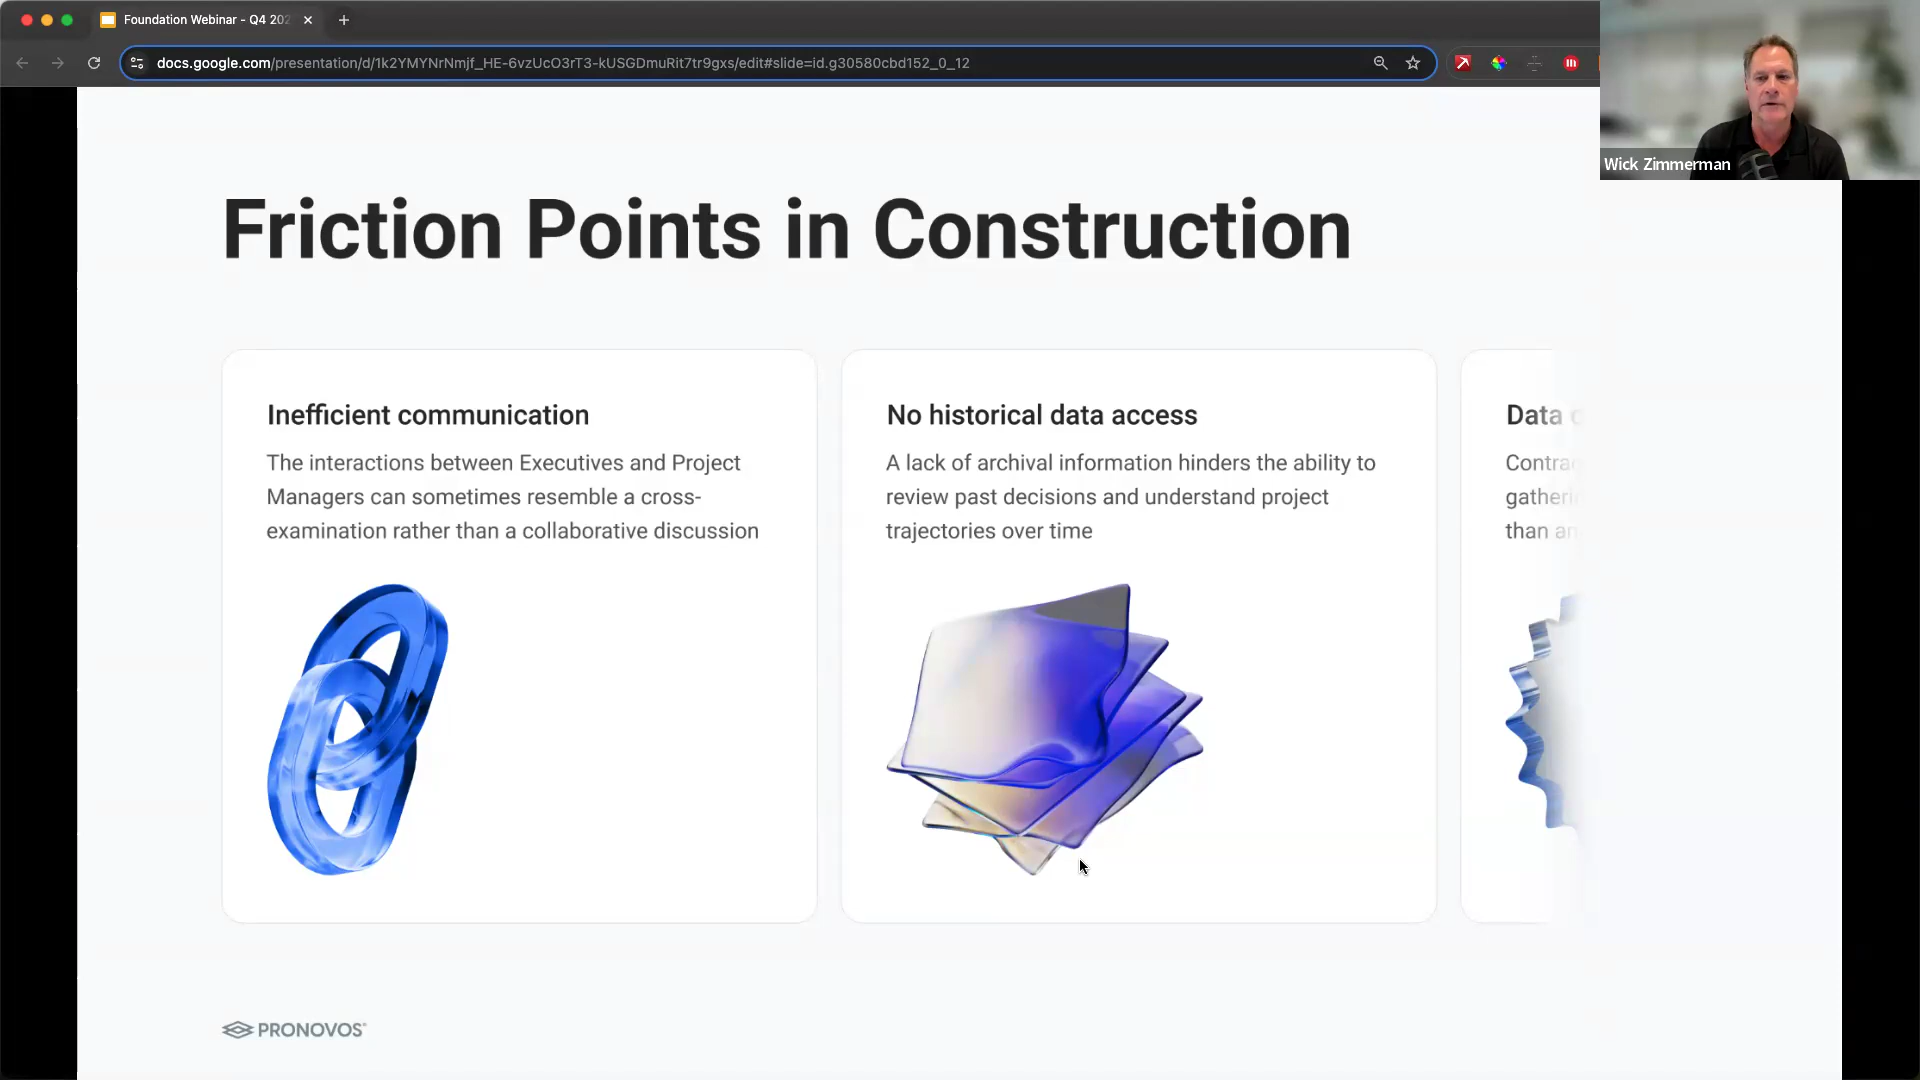 Foundation Webinar - Q4 202
docs.google.com/presentation/d/1k2YMYNrNmjf_HE-6vzUcO3rT3-kUSGDmuRit7tr9gxs/edit#slide=id.g30580cbd152_0_12
Wick Zimmerman
Friction Points in Construction
Inefficient communication
The interactions between Executives and Project
Managers can sometimes resemble a cross-
examination rather than a collaborative discussion
No historical data access
A lack of archival information hinders the ability to
review past decisions and understand project
trajectories over time
Data
than
PRONOVOS